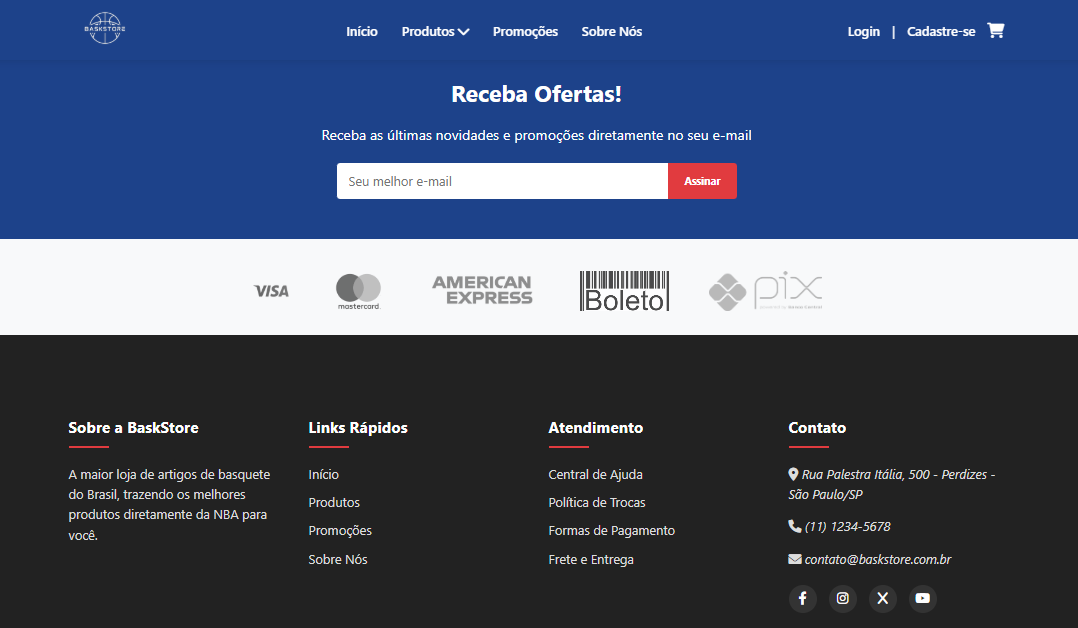 BASKSTORE
Início Produtos Promoções Sobre Nós
Login | Cadastre-se
Receba Ofertas!
Receba as últimas novidades e promoções diretamente no seu e-mail
Seu melhor e-mail Assinar
VISA
mastercard.
AMERICAN
EXPRESS
Boleto
pix
Sobre a BaskStore
A maior loja de artigos de basquete
do Brasil, trazendo os melhores
produtos diretamente da NBA para
você.
Links Rápidos
Início
Produtos
Promoções
Sobre Nós
Atendimento
Central de Ajuda
Política de Trocas
Formas de Pagamento
Frete e Entrega
Contato
Rua Palestra Itália, 500 - Perdizes -
São Paulo/SP
(11) 1234-5678
contato@baskstore.com.br